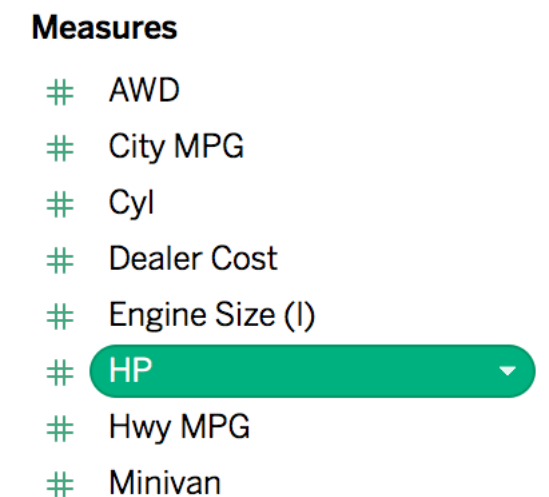 Measures
# AWD
# City MPG
# Cyl
# Dealer Cost
# Engine Size (l)
# HP
# Hwy MPG
# Minivan